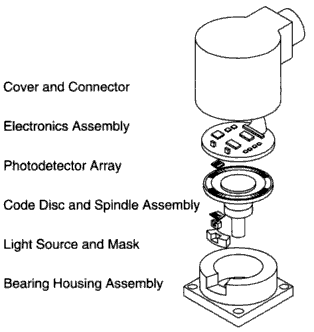 Cover and Connector
Electronics Assembly
Photodetector Array
Code Disc and Spindle Assembly
Light Source and Mask
Bearing Housing Assembly